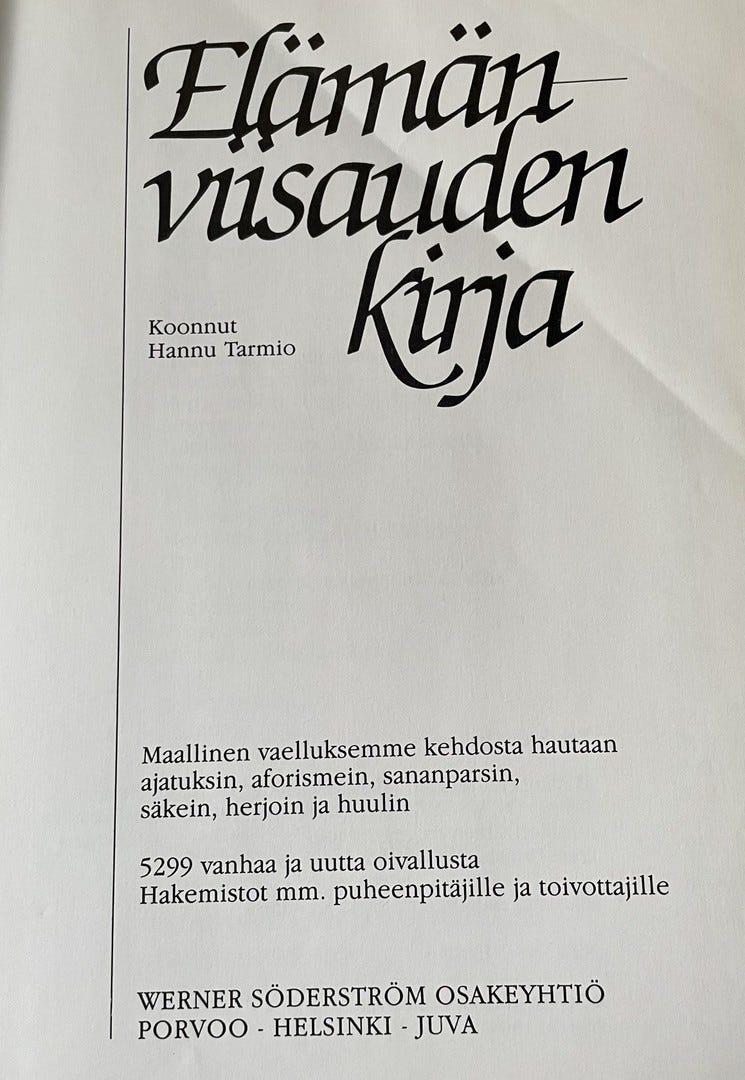 Elämän-
viisauden
kirja
Koonnut
Hannu Tarmio
Maallinen vaelluksemme kehdosta hautaan
ajatuksin, aforismein, sananparsin,
säkein, herjoin ja huulin
5299 vanhaa ja uutta oivallusta
Hakemistot mm. puheenpitäjille ja toivottajille
WERNER SÖDERSTRÖM OSAKEYHTIÖ
PORVOO - HELSINKI - JUVA